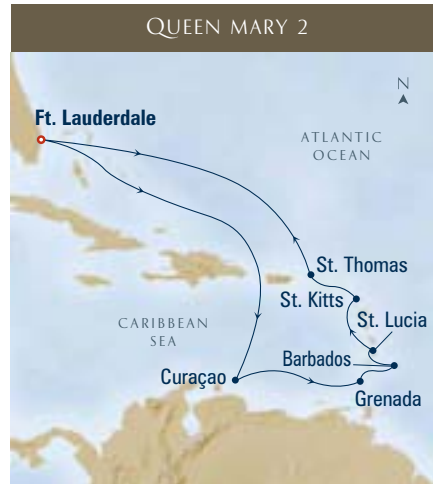 QUEEN MARY 2
N
Ft. Lauderdale
ATLANTIC
OCEAN
St. Thomas
St. Kitts
St. Lucia
CARIBBEAN
SEA
Barbados
Curaçao
Grenada